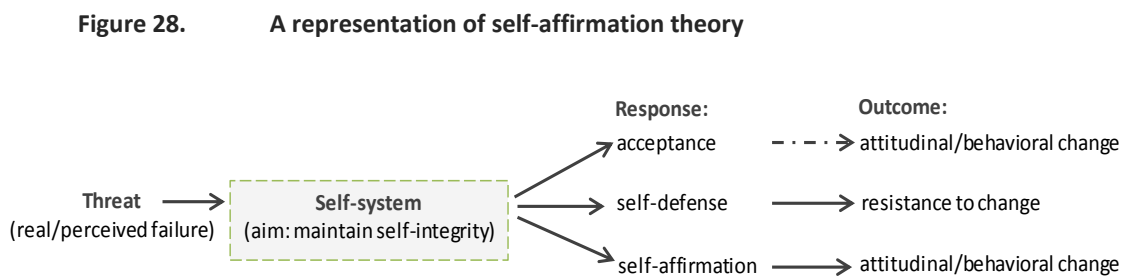 Figure 28. A representation of self-affirmation theory
Response: Outcome:
acceptance attitudinal/behavioral change
Threat
(real/perceived failure)
Self-system
(aim: maintain self-integrity)
self-defense resistance to change
self-affirmation attitudinal/behavioral change